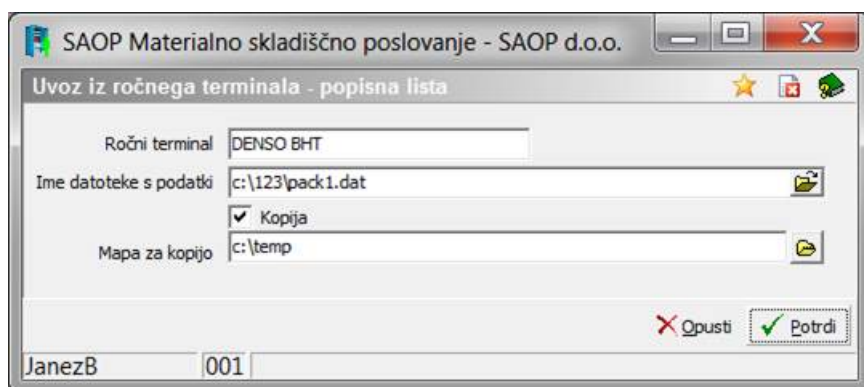 SAOP Materialno skladiščno poslovanje - SAOP d.o.o.
Uvoz iz ročnega terminala - popisna lista
Ročni terminal DENSO BHT
Ime datoteke s podatki c:\123\pack1.dat
Kopija
Mapa za kopijo c:\temp
Opusti Potrdi
JanezB 001